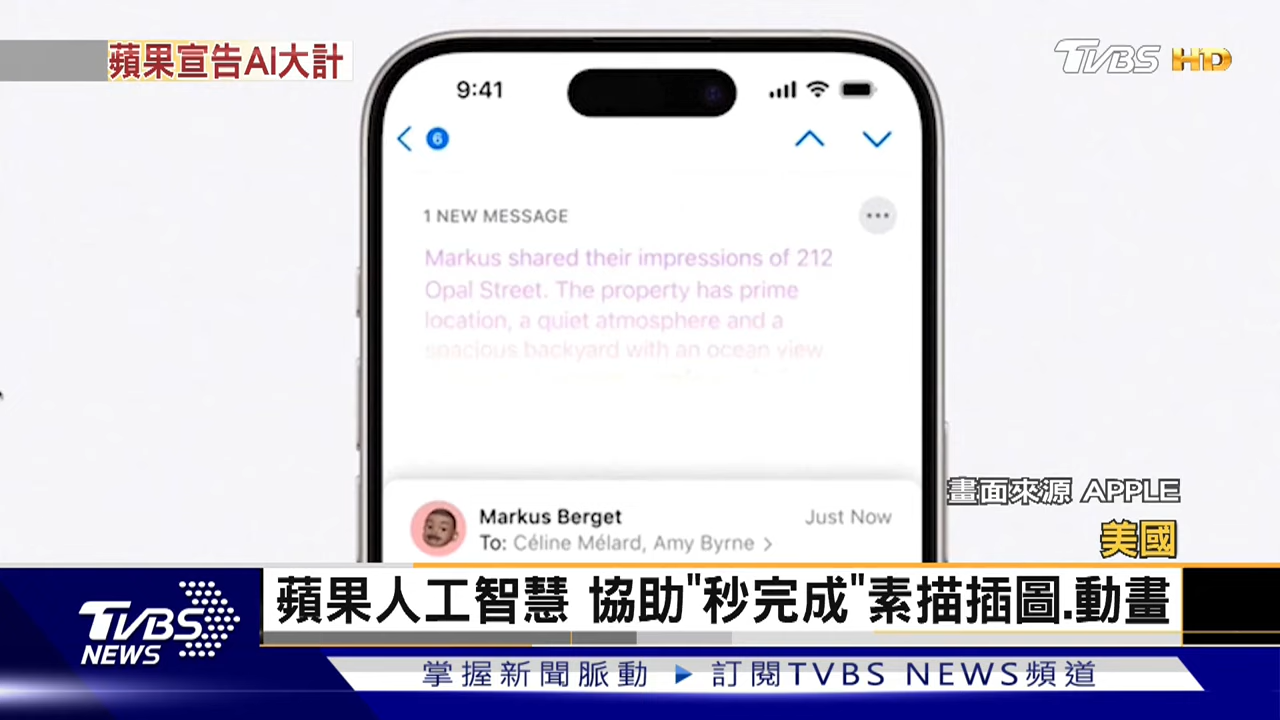 蘋果宣告AI大計
TVBS HD
9:41
6
1 NEW MESSAGE
Markus shared their impressions of 212
Opal Street. The property has prime
location, a quiet atmosphere and a
spacious backyard with an ocean view.
Markus Berget
Just Now
To: Céline Mélard, Amy Byrne
畫面來源 APPLE
美國
蘋果人工智慧 協助"秒完成"素描插圖.動畫
TVBS
NEWS
掌握新聞脈動 ▶ 訂閱TVBS NEWS頻道